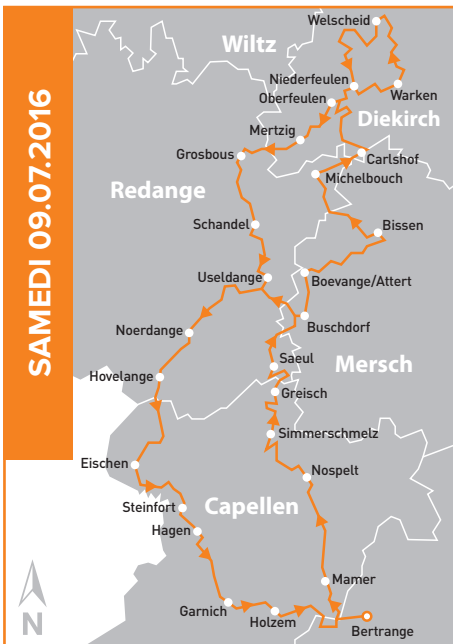 SAMEDI 09.07.2016
Welscheid
Wiltz
Niederfeulen
Oberfeulen
Warken
Diekirch
Mertzig
Grosbous
Carlshof
Michelbouch
Redange
Schandel
Bissen
Useldange
Boevange/Attert
Noerdange
Buschdorf
Mersch
Saeul
Hovelange
Greisch
Simmerschmelz
Eischen
Nospelt
Steinfort
Capellen
Hagen
Mamer
Garnich
Holzem
Bertrange
N